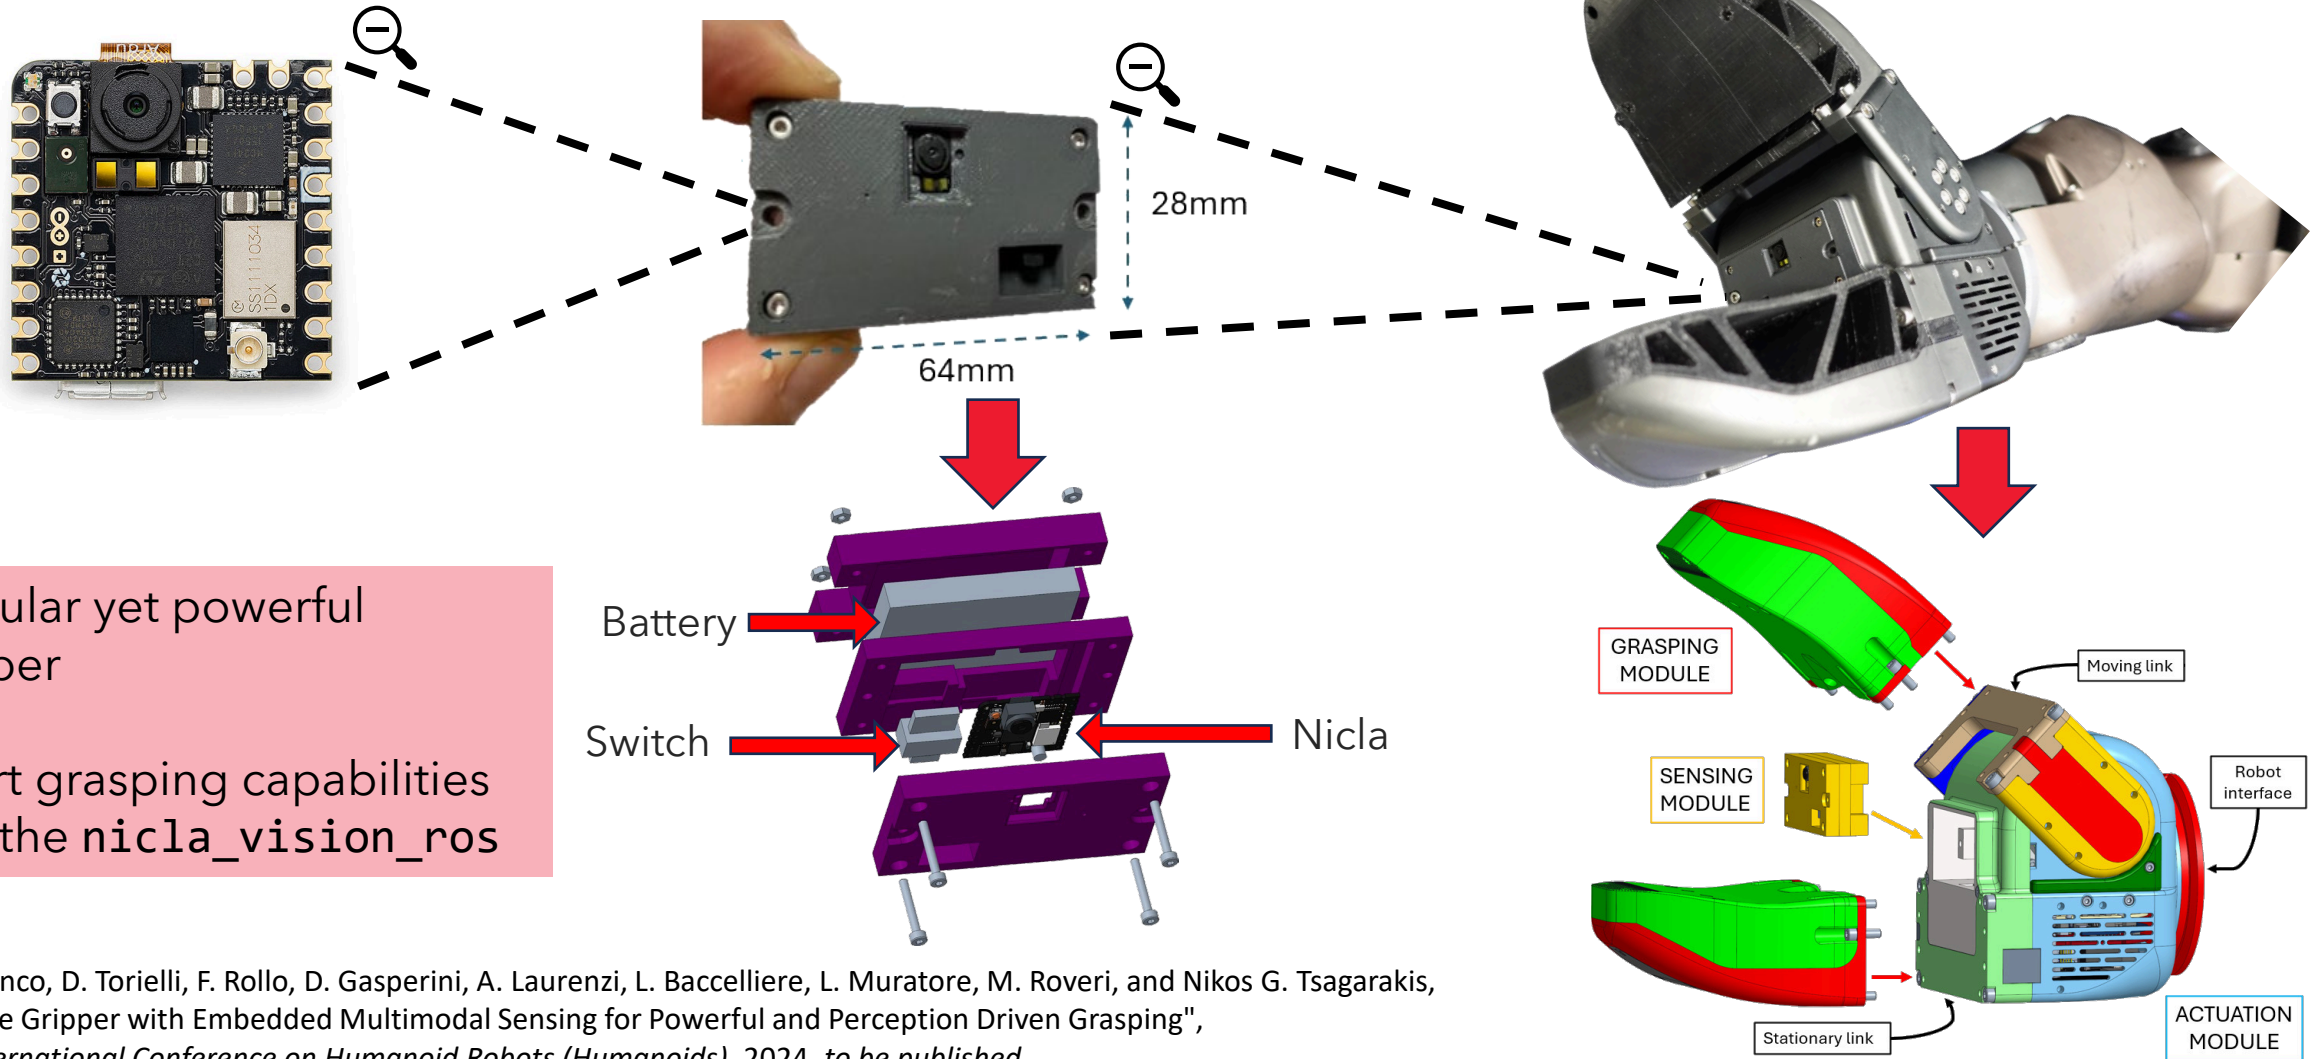 SS1111034
1DX
28mm
64mm
ular yet powerful
per
rt grasping capabilities
the nicla_vision_ros
Battery
Switch
Nicla
GRASPING
MODULE
Moving link
SENSING
MODULE
Robot
interface
Stationary link
ACTUATION
MODULE
nco, D. Torielli, F. Rollo, D. Gasperini, A. Laurenzi, L. Baccelliere, L. Muratore, M. Roveri, and Nikos G. Tsagarakis,
e Gripper with Embedded Multimodal Sensing for Powerful and Perception Driven Grasping",
ernational Conference on Humanoid Robots (Humanoids), 2024, to be published